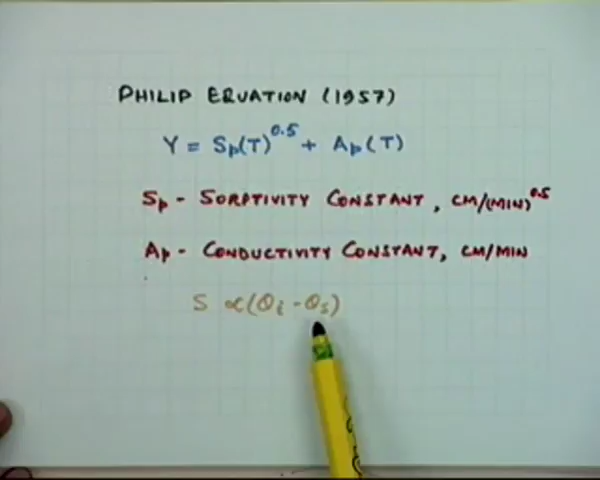 PHILIP EQUATION (1957)
Y = Sp(T)^0.5 + Ap(T)
Sp - SORPTIVITY CONSTANT, CM/(MIN)^0.5
Ap - CONDUCTIVITY CONSTANT, CM/MIN
S ∝ (θi - θs)